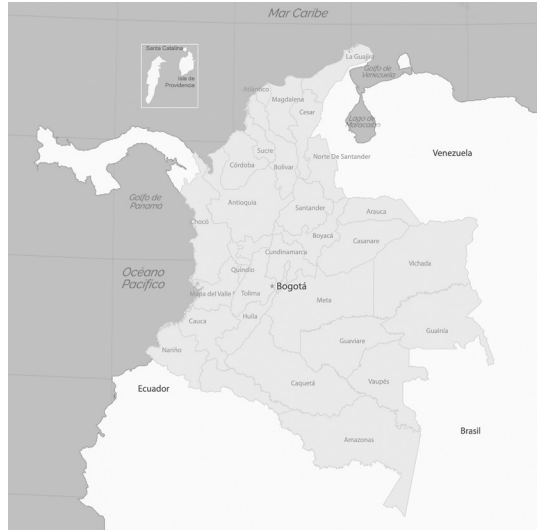 Mar Caribe
Santa Catalina
Isla de
Providencia
La Guajira
Golfo de
Venezuela
Atlántico
Magdalena
Cesar
Lago de
Maracaibo
Sucre
Norte De Santander
Venezuela
Córdoba
Bolívar
Golfo de
Panamá
Antioquia
Santander
Arauca
Chocó
Boyacá
Casanare
Cundinamarca
Vichada
Océano
Pacífico
Quindío
Bogotá
Mapa del Valle
Tolima
Meta
Huila
Cauca
Guainía
Guaviare
Nariño
Ecuador
Caquetá
Vaupés
Brasil
Amazonas